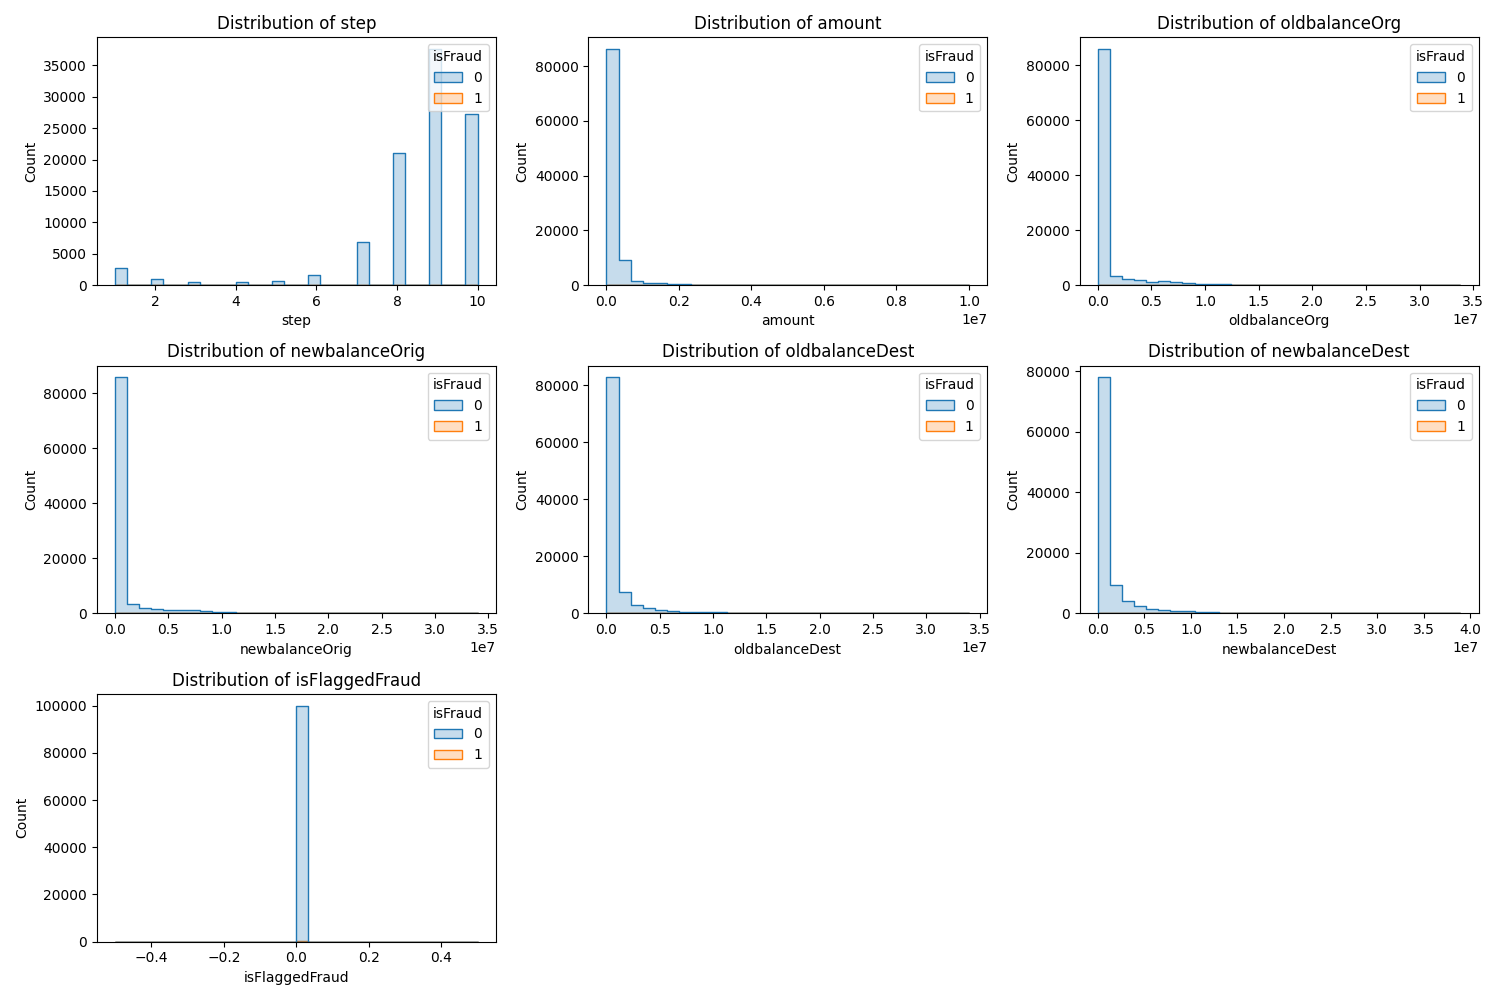 Distribution of step
isFraud
0
1
35000
30000
25000
20000
15000
10000
5000
0
Count
2 4 6 8 10
step
Distribution of amount
isFraud
0
1
80000
60000
40000
20000
0
Count
0.0 0.2 0.4 0.6 0.8 1.0
1e7
amount
Distribution of oldbalanceOrg
isFraud
0
1
80000
60000
40000
20000
0
Count
0.0 0.5 1.0 1.5 2.0 2.5 3.0 3.5
1e7
oldbalanceOrg
Distribution of newbalanceOrig
isFraud
0
1
80000
60000
40000
20000
0
Count
0.0 0.5 1.0 1.5 2.0 2.5 3.0 3.5
1e7
newbalanceOrig
Distribution of oldbalanceDest
isFraud
0
1
80000
60000
40000
20000
0
Count
0.0 0.5 1.0 1.5 2.0 2.5 3.0 3.5
1e7
oldbalanceDest
Distribution of newbalanceDest
isFraud
0
1
80000
60000
40000
20000
0
Count
0.0 0.5 1.0 1.5 2.0 2.5 3.0 3.5 4.0
1e7
newbalanceDest
Distribution of isFlaggedFraud
isFraud
0
1
100000
80000
60000
40000
20000
0
Count
−0.4 −0.2 0.0 0.2 0.4
isFlaggedFraud